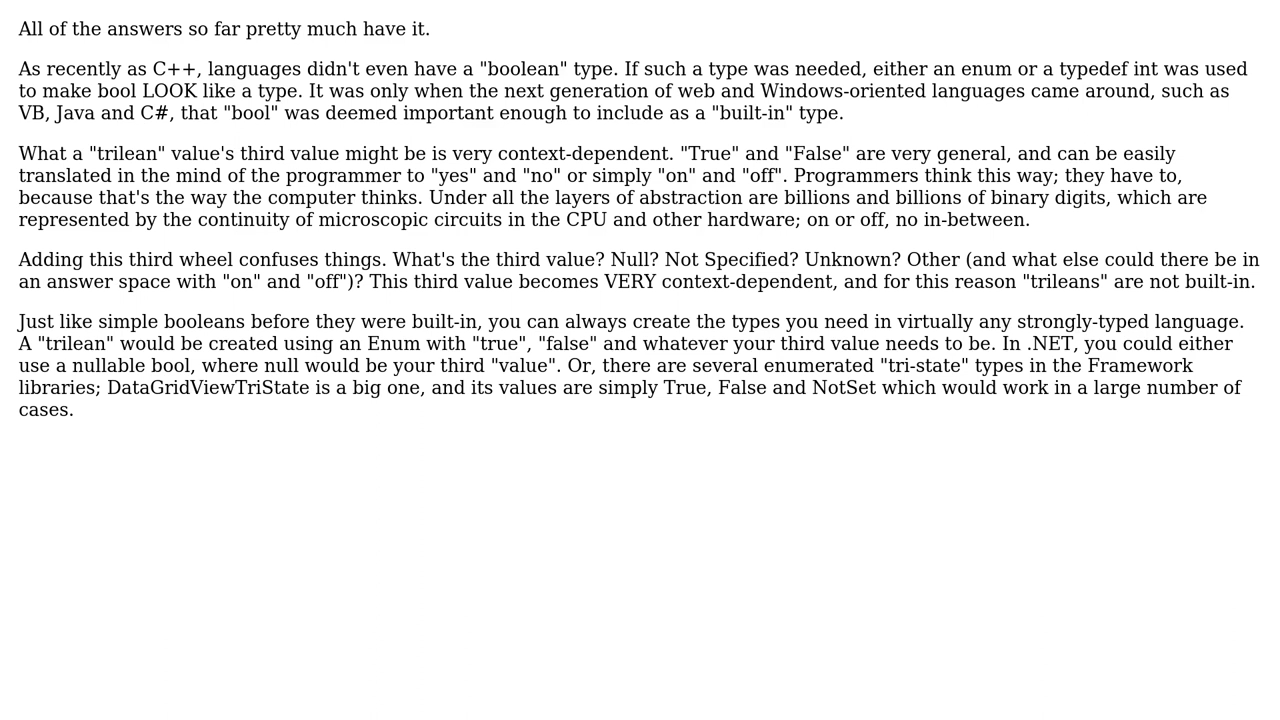 All of the answers so far pretty much have it.
As recently as C++, languages didn't even have a "boolean" type. If such a type was needed, either an enum or a typedef int was used
to make bool LOOK like a type. It was only when the next generation of web and Windows-oriented languages came around, such as
VB, Java and C#, that "bool" was deemed important enough to include as a "built-in" type.
What a "trilean" value's third value might be is very context-dependent. "True" and "False" are very general, and can be easily
translated in the mind of the programmer to "yes" and "no" or simply "on" and "off". Programmers think this way; they have to,
because that's the way the computer thinks. Under all the layers of abstraction are billions and billions of binary digits, which are
represented by the continuity of microscopic circuits in the CPU and other hardware; on or off, no in-between.
Adding this third wheel confuses things. What's the third value? Null? Not Specified? Unknown? Other (and what else could there be in
an answer space with "on" and "off")? This third value becomes VERY context-dependent, and for this reason "trileans" are not built-in.
Just like simple booleans before they were built-in, you can always create the types you need in virtually any strongly-typed language.
A "trilean" would be created using an Enum with "true", "false" and whatever your third value needs to be. In .NET, you could either
use a nullable bool, where null would be your third "value". Or, there are several enumerated "tri-state" types in the Framework
libraries; DataGridViewTriState is a big one, and its values are simply True, False and NotSet which would work in a large number of
cases.